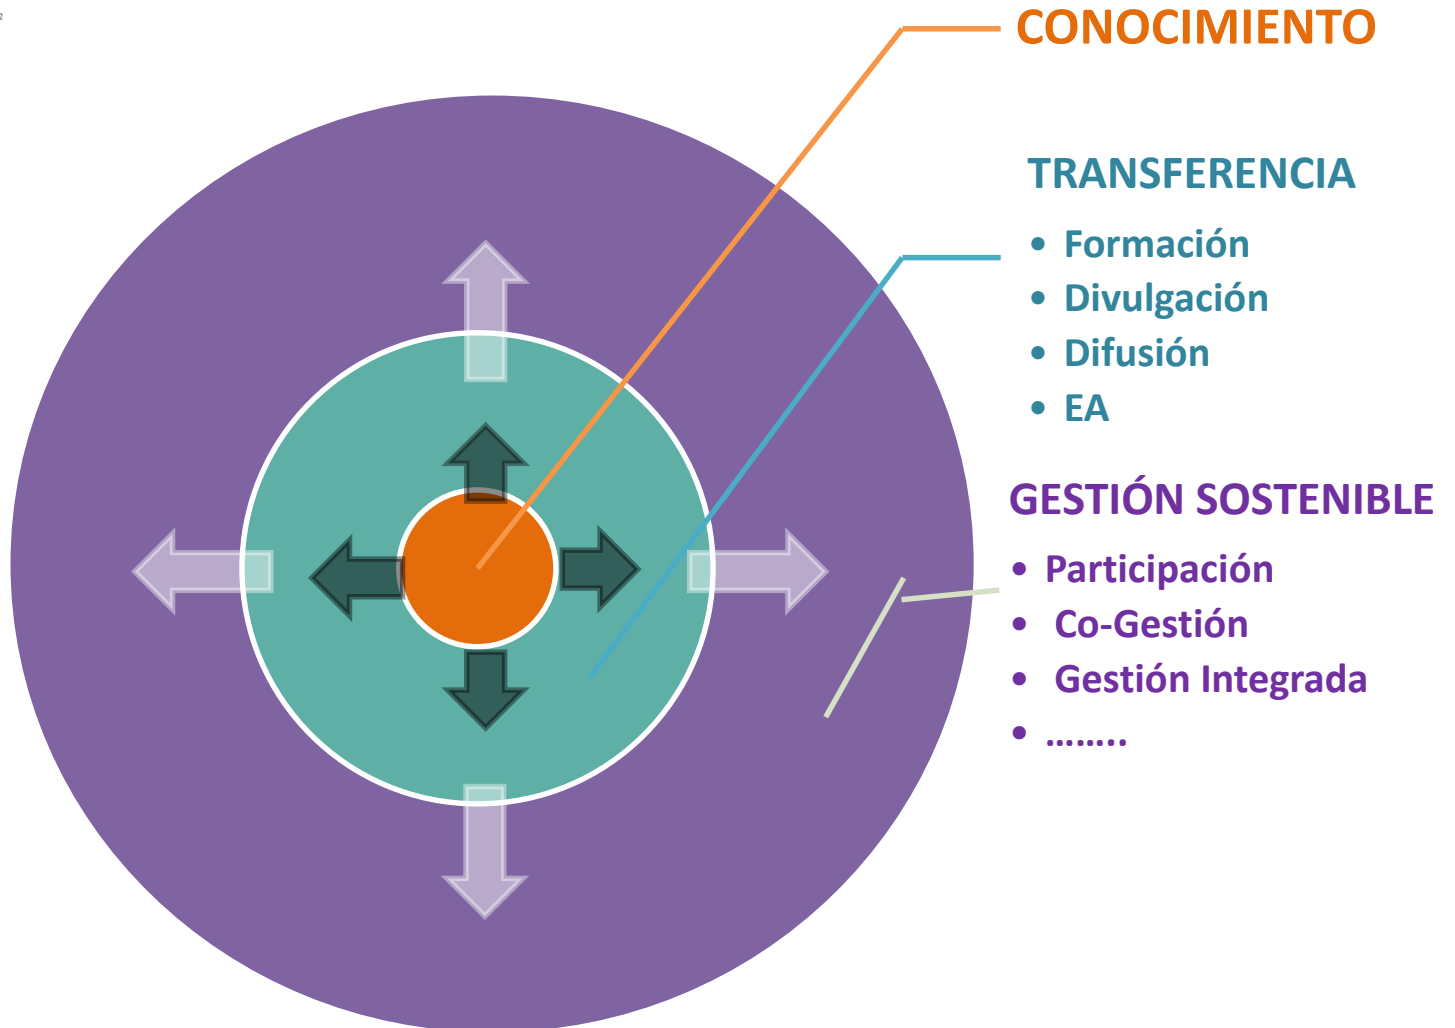 CONOCIMIENTO
TRANSFERENCIA
• Formación
• Divulgación
• Difusión
• EA
GESTIÓN SOSTENIBLE
• Participación
• Co-Gestión
• Gestión Integrada
• ……..